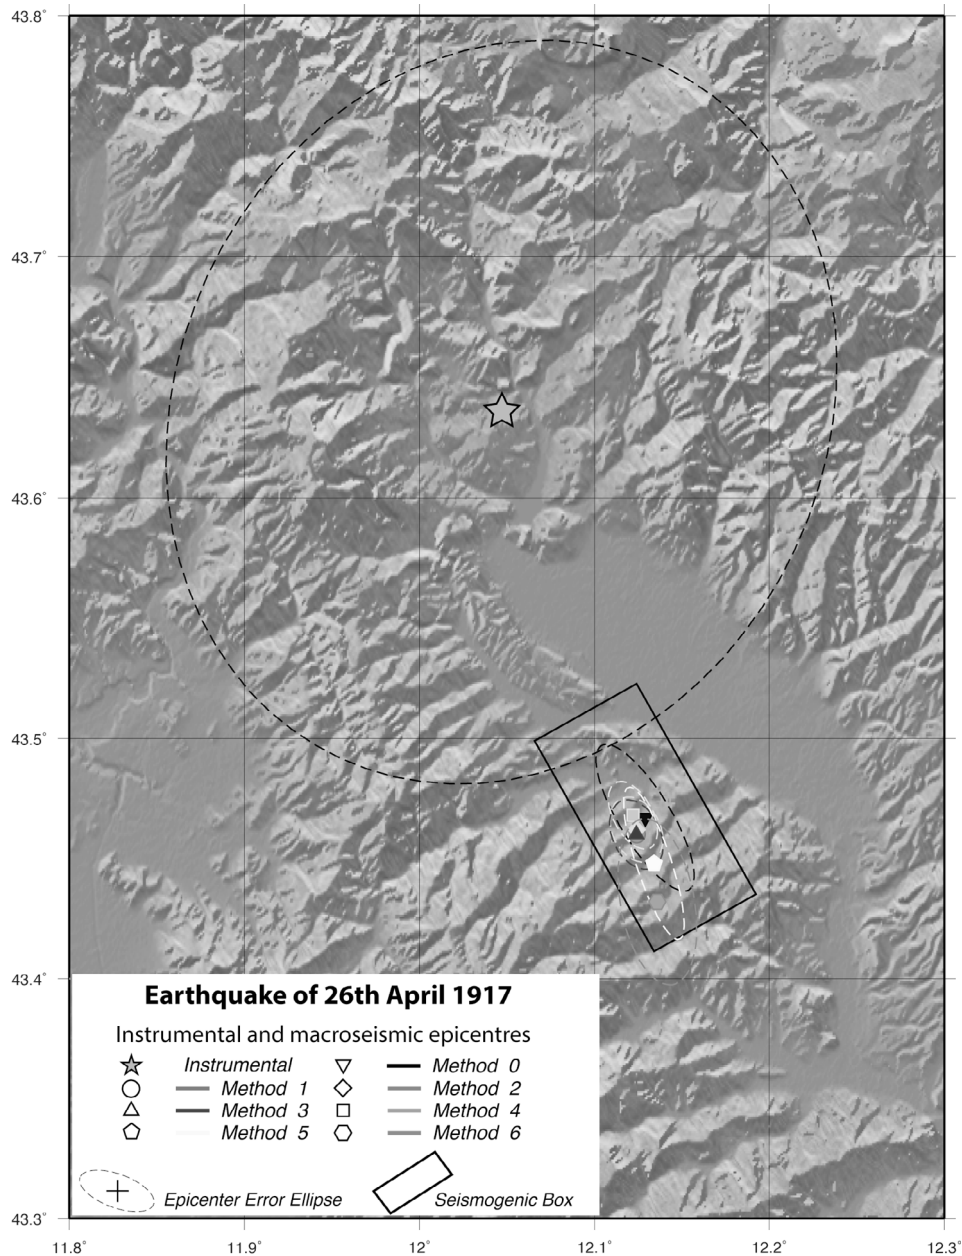 43.8°
43.7°
43.6°
43.5°
43.4°
43.3°
Earthquake of 26th April 1917
Instrumental and macroseismic epicentres
Instrumental Method 0
Method 1 Method 2
Method 3 Method 4
Method 5 Method 6
Epicenter Error Ellipse Seismogenic Box
11.8° 11.9° 12° 12.1° 12.2° 12.3°